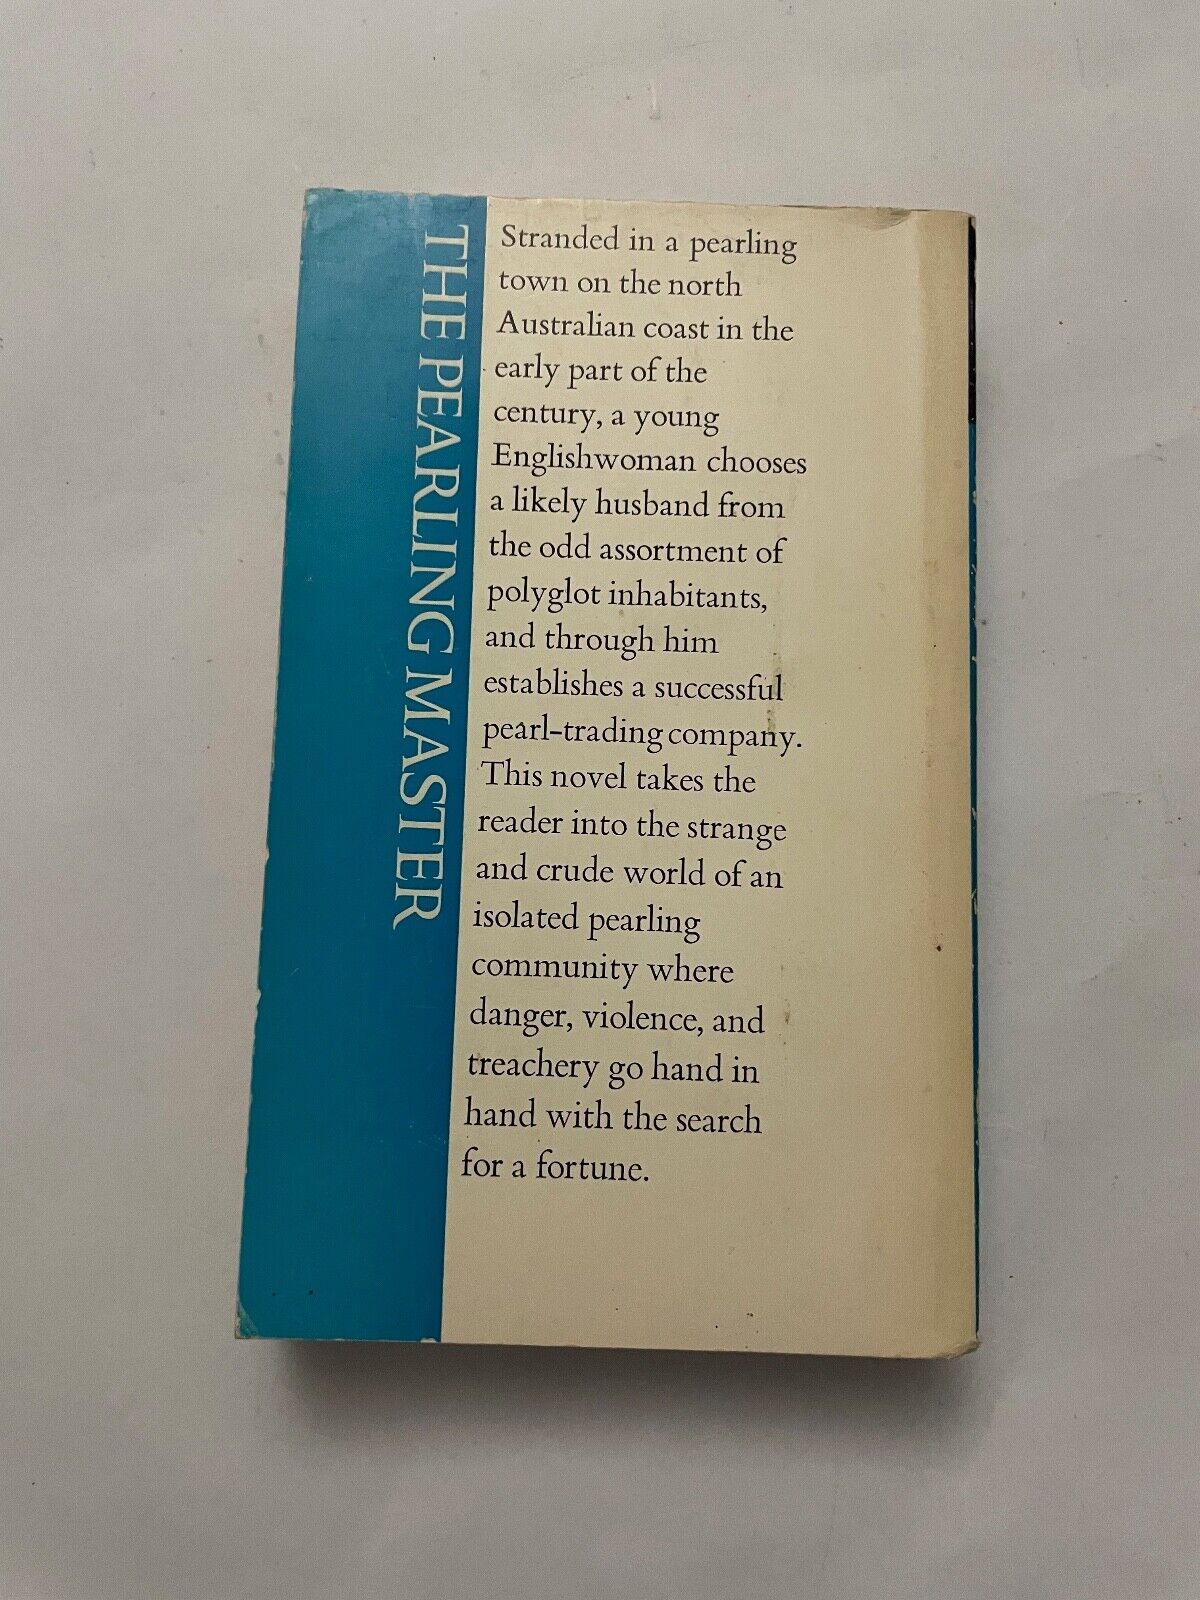 THE PEARLING MASTER
Stranded in a pearling
town on the north
Australian coast in the
early part of the
century, a young
Englishwoman chooses
a likely husband from
the odd assortment of
polyglot inhabitants,
and through him
establishes a successful
pearl-trading company.
This novel takes the
reader into the strange
and crude world of an
isolated pearling
community where
danger, violence, and
treachery go hand in
hand with the search
for a fortune.